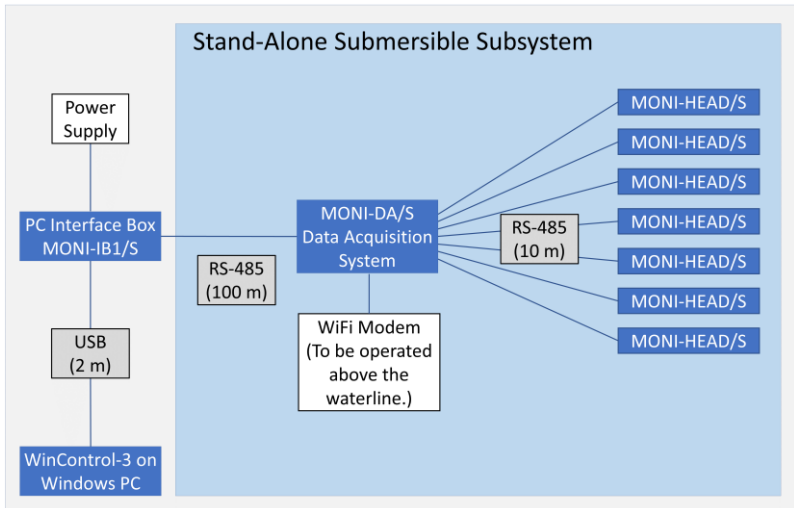 Stand-Alone Submersible Subsystem
Power
Supply
PC Interface Box
MONI-IB1/S
USB
(2 m)
WinControl-3 on
Windows PC
RS-485
(100 m)
MONI-DA/S
Data Acquisition
System
WiFi Modem
(To be operated
above the
waterline.)
RS-485
(10 m)
MONI-HEAD/S
MONI-HEAD/S
MONI-HEAD/S
MONI-HEAD/S
MONI-HEAD/S
MONI-HEAD/S
MONI-HEAD/S